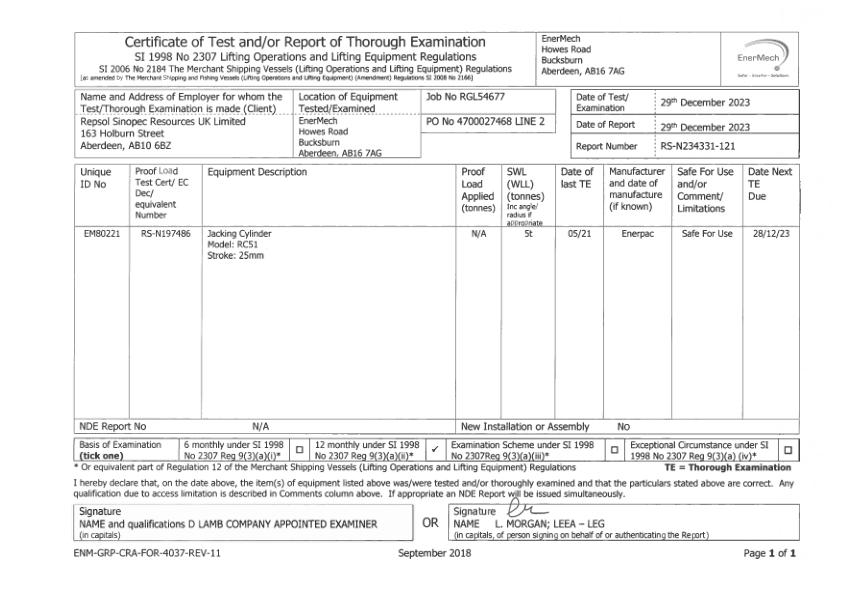 Certificate of Test and/or Report of Thorough Examination
SI 1998 No 2307 Lifting Operations and Lifting Equipment Regulations
SI 2006 No 2184 The Merchant Shipping Vessels (Lifting Operations and Lifting Equipment) Regulations
[at amended by The Merchant Shipping and Fishing Vessels (Lifting Operations and Lifting Equipment) (Amendment) Regulations SI 2008 No 2166]
EnerMech
Howes Road
Bucksburn
Aberdeen, AB16 7AG
EnerMech
Name and Address of Employer for whom the
Test/Thorough Examination is made (Client)
Repsol Sinopec Resources UK Limited
163 Holburn Street
Aberdeen, AB10 6BZ
Location of Equipment
Tested/Examined
EnerMech
Howes Road
Bucksburn
Aberdeen, AB16 7AG
Job No RGL54677
PO No 4700027468 LINE 2
Date of Test/
Examination
29th December 2023
Date of Report
29th December 2023
Report Number
RS-N234331-121
Unique
ID No
Proof Load
Test Cert/ EC
Dec/
equivalent
Number
Equipment Description
Proof
Load
Applied
(tonnes)
SWL
(WLL)
(tonnes)
Inc angle/
radius if
appropriate
Date of
last TE
Manufacturer
and date of
manufacture
(if known)
Safe For Use
and/or
Comment/
Limitations
Date Next
TE
Due
EM80221
RS-N197486
Jacking Cylinder
Model: RC51
Stroke: 25mm
N/A
5t
05/21
Enerpac
Safe For Use
28/12/23
NDE Report No N/A
New Installation or Assembly No
Basis of Examination
(tick one)
6 monthly under SI 1998
No 2307 Reg 9(3)(a)(i)*
☐
12 monthly under SI 1998
No 2307 Reg 9(3)(a)(ii)*
✓
Examination Scheme under SI 1998
No 2307Reg 9(3)(a)(iii)*
☐
Exceptional Circumstance under SI
1998 No 2307 Reg 9(3)(a) (iv)*
☐
* Or equivalent part of Regulation 12 of the Merchant Shipping Vessels (Lifting Operations and Lifting Equipment) Regulations
TE = Thorough Examination
I hereby declare that, on the date above, the item(s) of equipment listed above was/were tested and/or thoroughly examined and that the particulars stated above are correct. Any
qualification due to access limitation is described in Comments column above. If appropriate an NDE Report will be issued simultaneously.
Signature
NAME and qualifications D LAMB COMPANY APPOINTED EXAMINER
(in capitals)
OR
Signature
NAME L. MORGAN; LEEA – LEG
(in capitals, of person signing on behalf of or authenticating the Report)
ENM-GRP-CRA-FOR-4037-REV-11
September 2018
Page 1 of 1